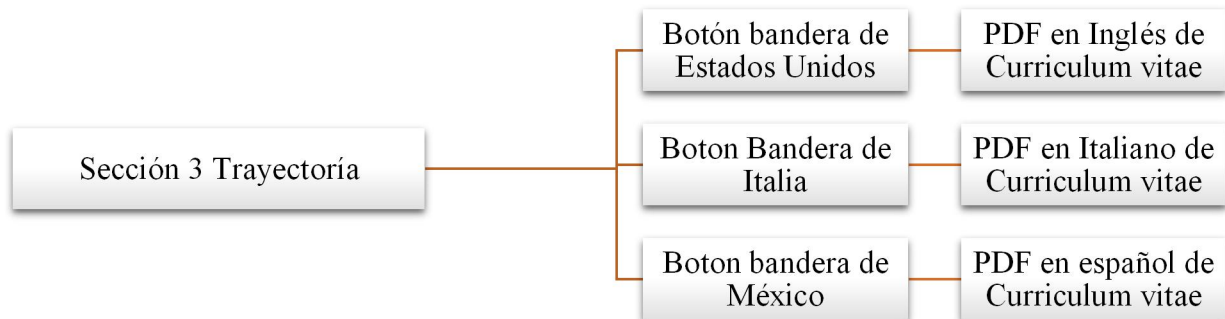 Sección 3 Trayectoría
Botón bandera de
Estados Unidos
PDF en Inglés de
Curriculum vitae
Boton Bandera de
Italia
PDF en Italiano de
Curriculum vitae
Boton bandera de
México
PDF en español de
Curriculum vitae